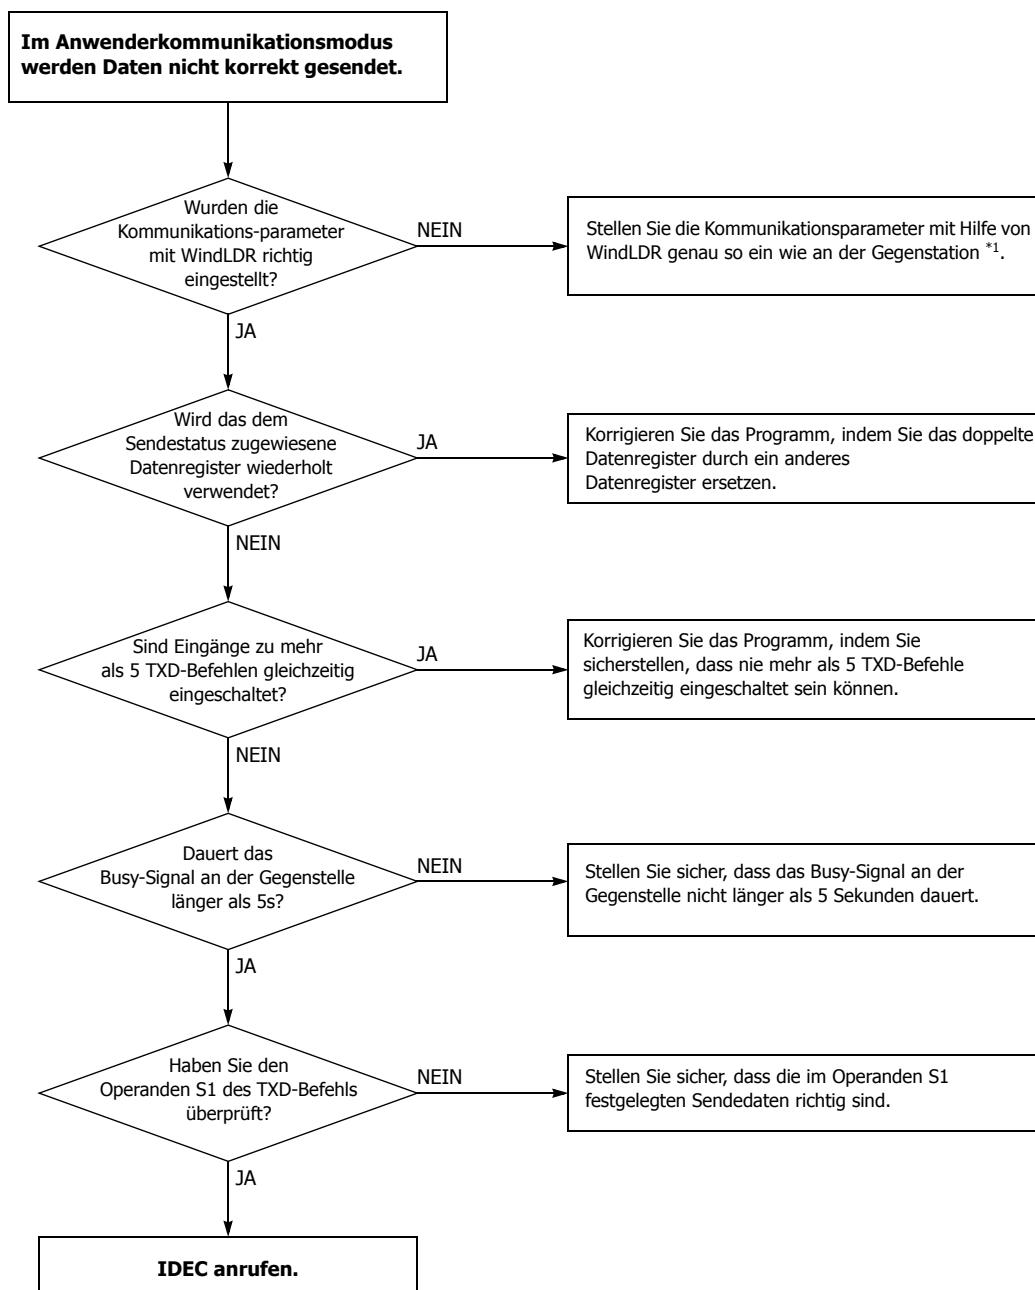 Im Anwenderkommunikationsmodus
werden Daten nicht korrekt gesendet.
Wurden die
Kommunikations-parameter
mit WindLDR richtig
eingestellt?
NEIN
Stellen Sie die Kommunikationsparameter mit Hilfe von
WindLDR genau so ein wie an der Gegenstation *1.
JA
Wird das dem
Sendestatus zugewiesene
Datenregister wiederholt
verwendet?
JA
Korrigieren Sie das Programm, indem Sie das doppelte
Datenregister durch ein anderes
Datenregister ersetzen.
NEIN
Sind Eingänge zu mehr
als 5 TXD-Befehlen gleichzeitig
eingeschaltet?
JA
Korrigieren Sie das Programm, indem Sie
sicherstellen, dass nie mehr als 5 TXD-Befehle
gleichzeitig eingeschaltet sein können.
NEIN
Dauert das
Busy-Signal an der Gegenstelle
länger als 5s?
NEIN
Stellen Sie sicher, dass das Busy-Signal an der
Gegenstelle nicht länger als 5 Sekunden dauert.
JA
Haben Sie den
Operanden S1 des TXD-Befehls
überprüft?
NEIN
Stellen Sie sicher, dass die im Operanden S1
festgelegten Sendedaten richtig sind.
JA
IDEC anrufen.